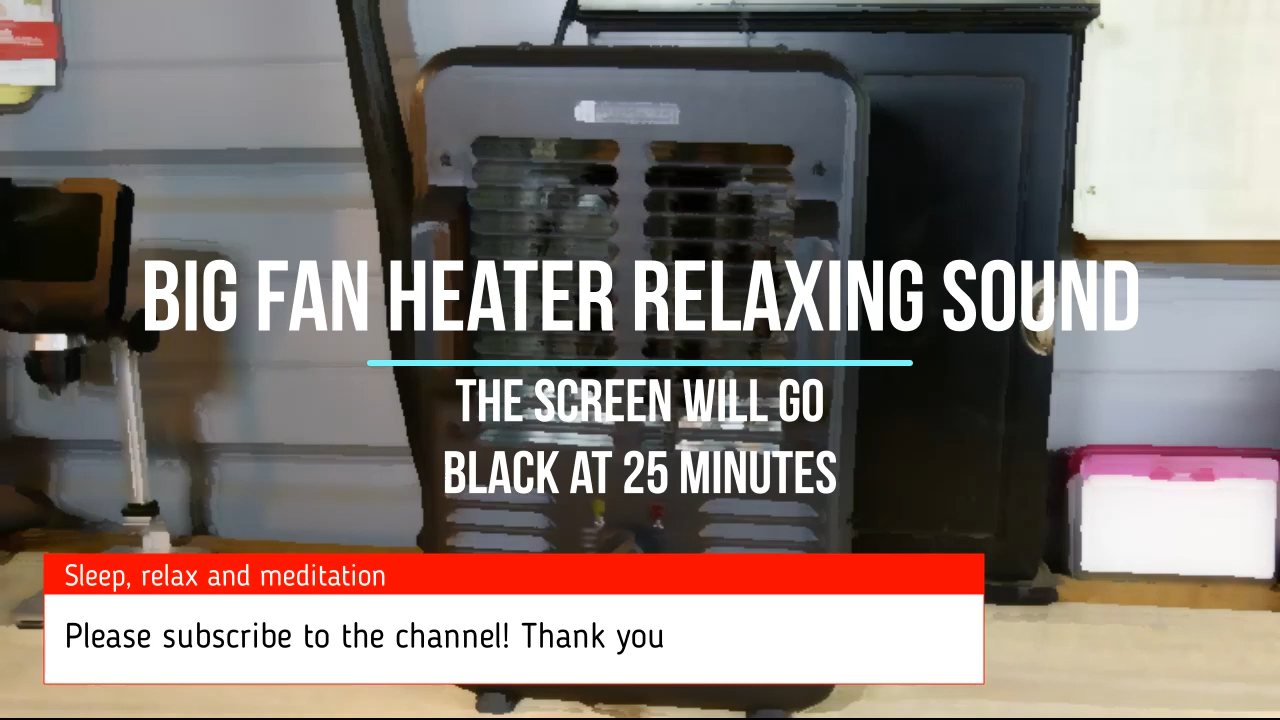 BIG FAN HEATER RELAXING SOUND
THE SCREEN WILL GO
BLACK AT 25 MINUTES
Sleep, relax and meditation
Please subscribe to the channel! Thank you